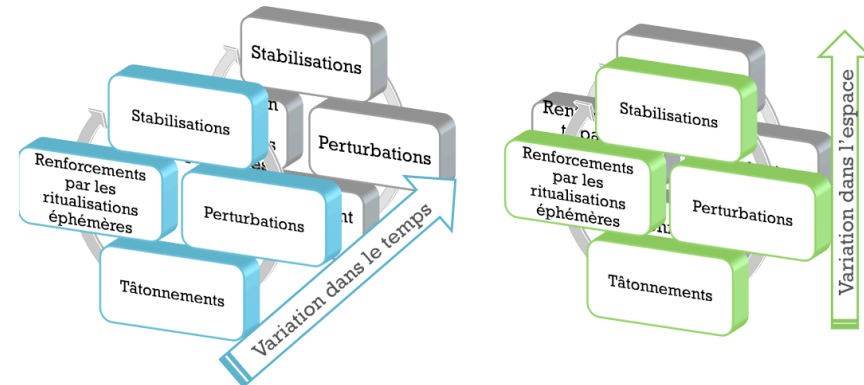 Stabilisations
Stabilisations
Perturbations
Renforcements
par les
ritualisations
éphémères
Perturbations
Tâtonnements
Variation dans le temps
Stabilisations
Renforcements
par les
ritualisations
éphémères
Perturbations
Tâtonnements
Variation dans l'espace